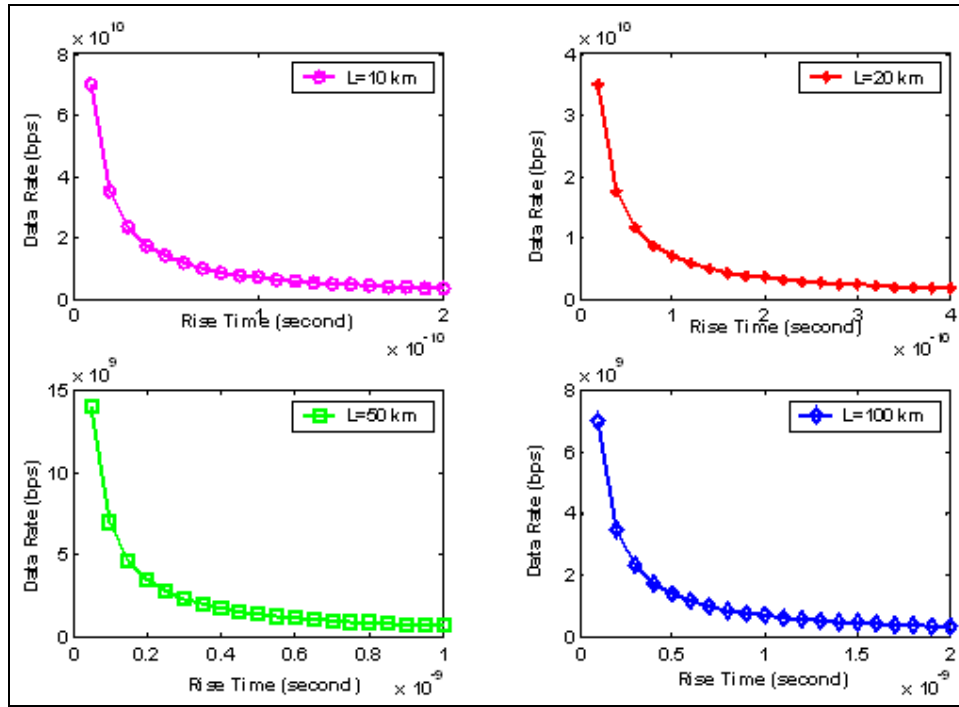 × 10^10
8
6
4
2
0
Data Rate (bps)
L=10 km
0 1 2
Rise Time (second)
× 10^-10
× 10^10
4
3
2
1
0
Data Rate (bps)
L=20 km
0 1 2 3 4
Rise Time (second)
× 10^-10
× 10^9
15
10
5
0
Data Rate (bps)
L=50 km
0 0.2 0.4 0.6 0.8 1
Rise Time (second)
× 10^-9
× 10^9
8
6
4
2
0
Data Rate (bps)
L=100 km
0 0.5 1 1.5 2
Rise Time (second)
× 10^-9